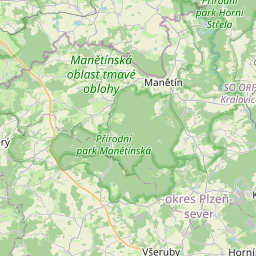 Přírodní
park Horní
Střela
Manětínská
oblast tmavé
oblohy
Manětín
SO ORP
Kralovic
erý
Přírodní
park Manětínská
okres Plzeň-
sever
Všeruby
Horní